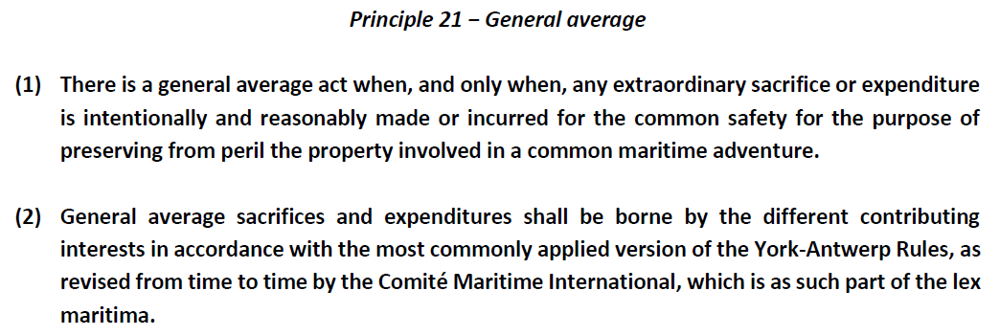 Principle 21 – General average
(1) There is a general average act when, and only when, any extraordinary sacrifice or expenditure
is intentionally and reasonably made or incurred for the common safety for the purpose of
preserving from peril the property involved in a common maritime adventure.
(2) General average sacrifices and expenditures shall be borne by the different contributing
interests in accordance with the most commonly applied version of the York-Antwerp Rules, as
revised from time to time by the Comité Maritime International, which is as such part of the lex
maritima.